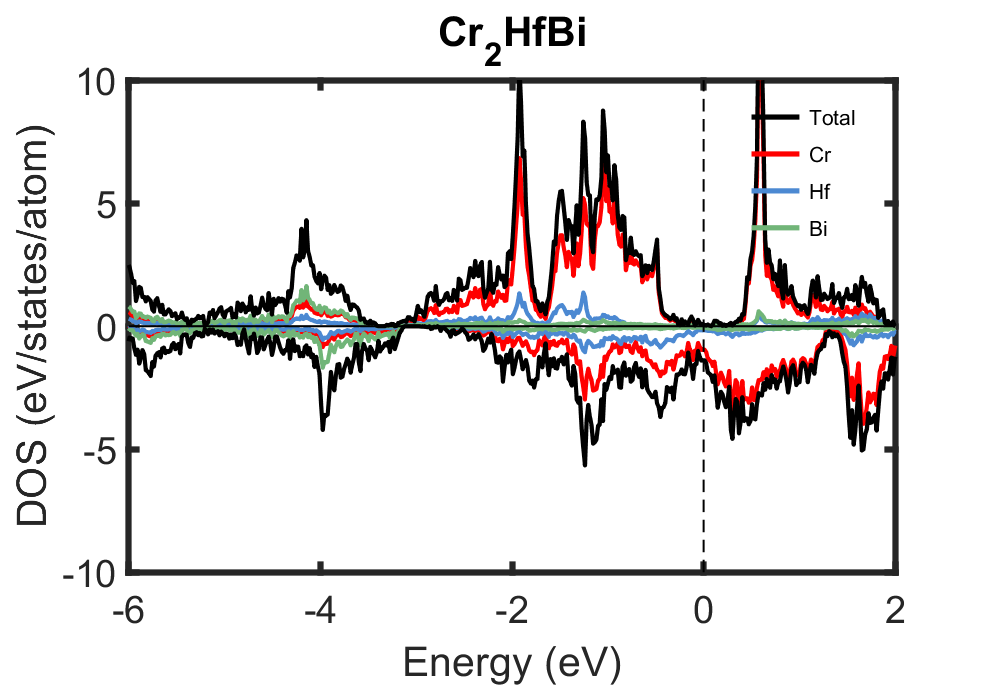 Cr2HfBi
DOS (eV/states/atom)
10
5
0
-5
-10
Total
Cr
Hf
Bi
-6 -4 -2 0 2
Energy (eV)